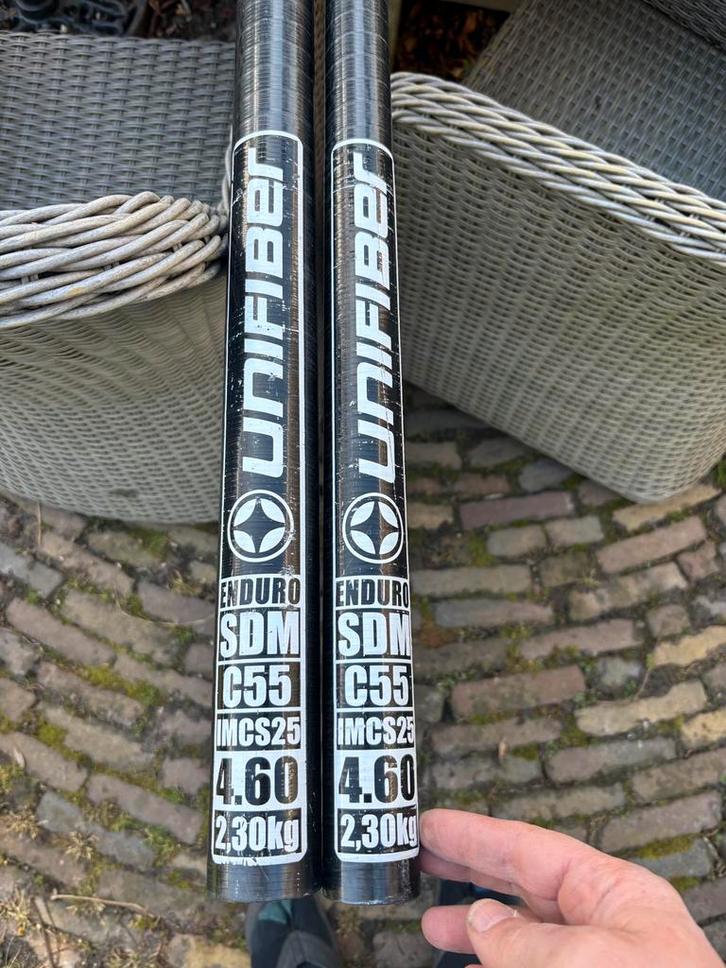 UNIFIBER
ENDURO
SDM
C55
IMCS25
4.60
2,30kg
UNIFIBER
ENDURO
SDM
C55
IMCS25
4.60
2,30kg